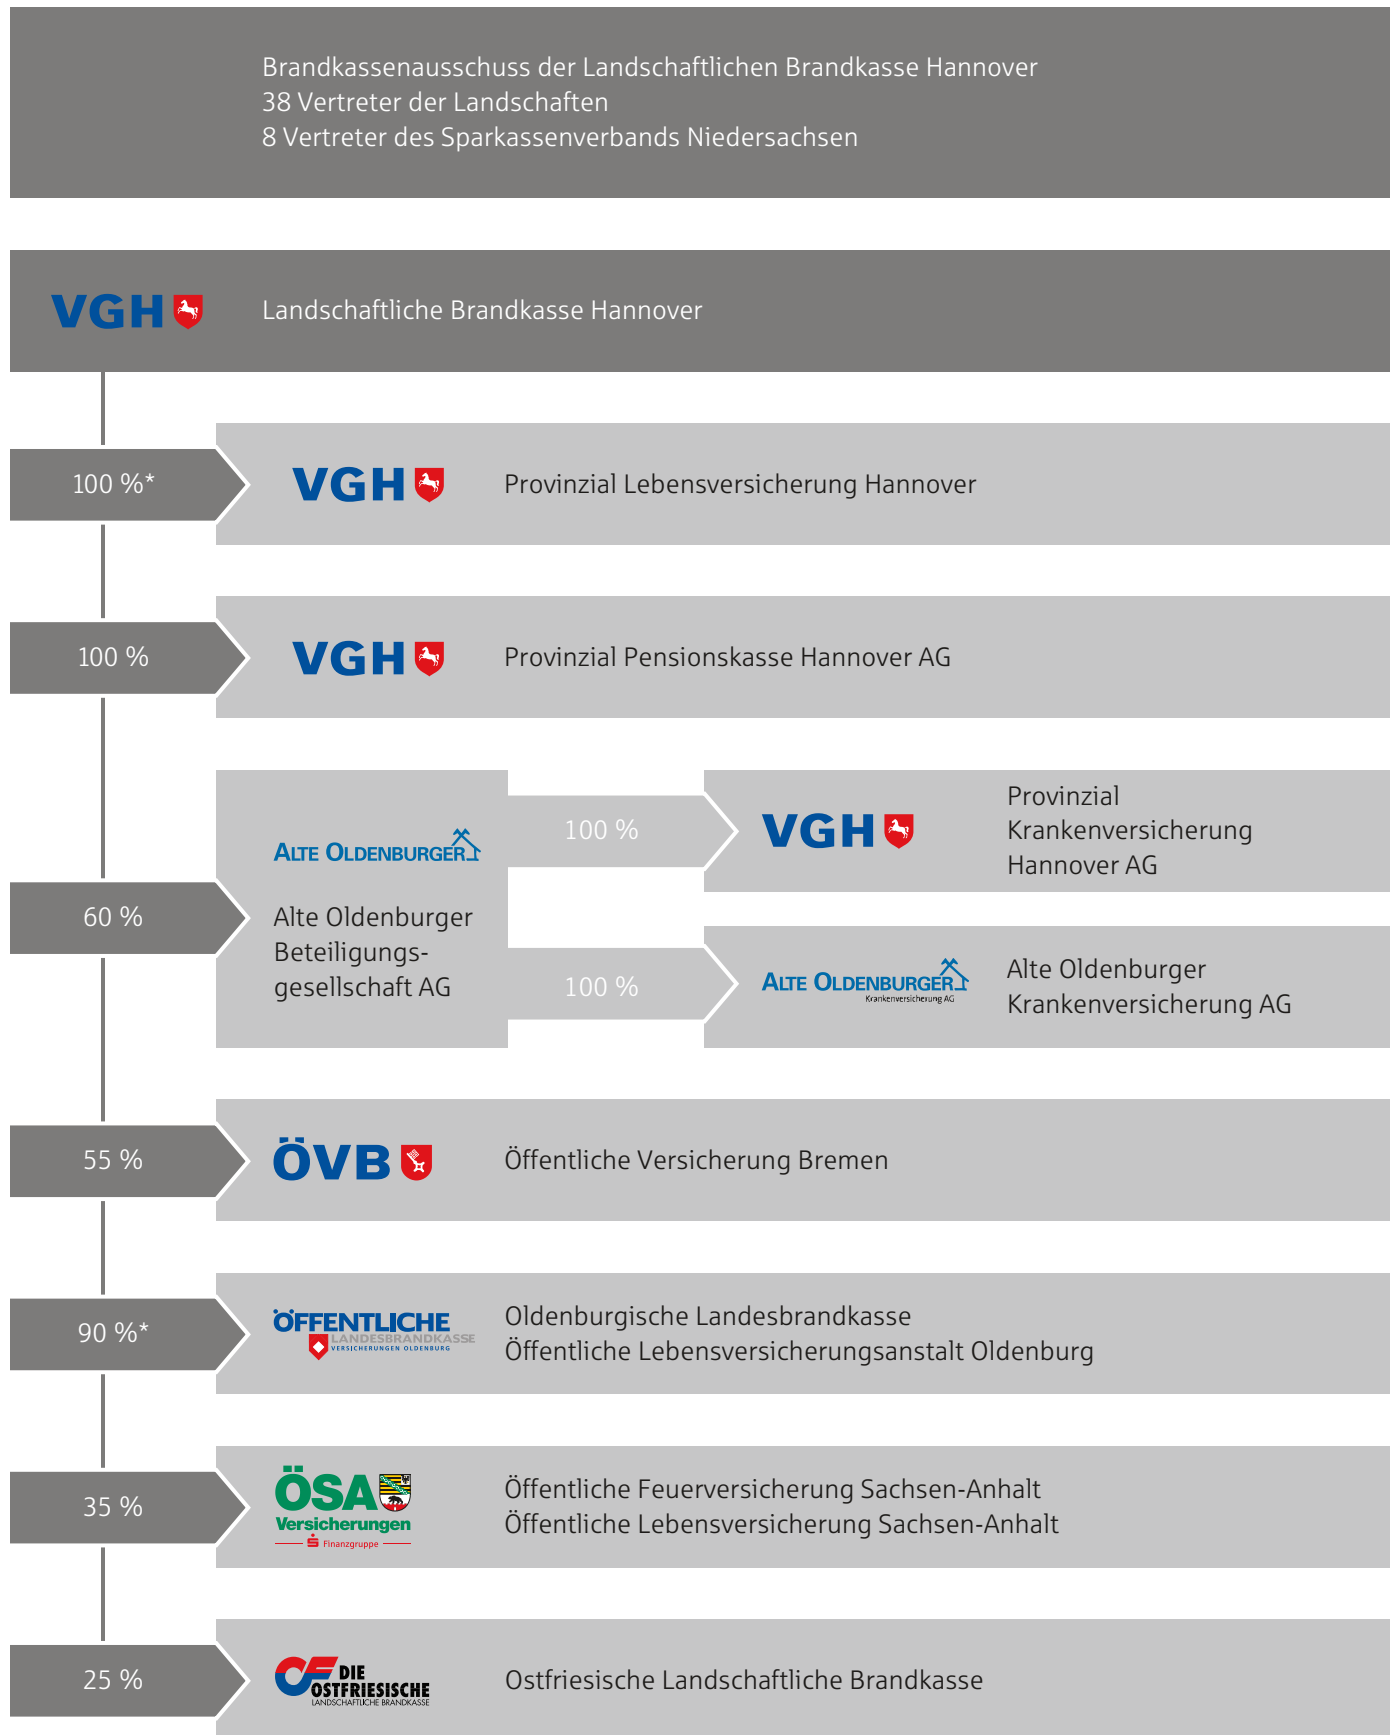 Brandkassenausschuss der Landschaftlichen Brandkasse Hannover
38 Vertreter der Landschaften
8 Vertreter des Sparkassenverbands Niedersachsen
VGH
Landschaftliche Brandkasse Hannover
100 %*
VGH
Provinzial Lebensversicherung Hannover
100 %
VGH
Provinzial Pensionskasse Hannover AG
60 %
ALTE OLDENBURGER
Alte Oldenburger
Beteiligungs-
gesellschaft AG
100 %
VGH
Provinzial
Krankenversicherung
Hannover AG
100 %
ALTE OLDENBURGER
Krankenversicherung AG
Alte Oldenburger
Krankenversicherung AG
55 %
ÖVB
Öffentliche Versicherung Bremen
90 %*
ÖFFENTLICHE
LANDESBRANDKASSE
VERSICHERUNGEN OLDENBURG
Oldenburgische Landesbrandkasse
Öffentliche Lebensversicherungsanstalt Oldenburg
35 %
ÖSA
Versicherungen
Finanzgruppe
Öffentliche Feuerversicherung Sachsen-Anhalt
Öffentliche Lebensversicherung Sachsen-Anhalt
25 %
DIE
OSTFRIESISCHE
LANDSCHAFTLICHE BRANDKASSE
Ostfriesische Landschaftliche Brandkasse